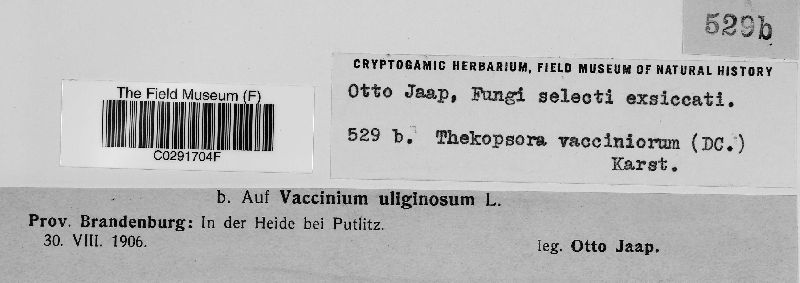 529b
CRYPTOGAMIC HERBARIUM, FIELD MUSEUM OF NATURAL HISTORY
Otto Jaap, Fungi selecti exsiccati.
529 b. Thekopsora vacciniorum (DC.)
Karst.
The Field Museum (F)
C0291704F
b. Auf Vaccinium uliginosum L.
Prov. Brandenburg: In der Heide bei Putlitz.
30. VIII. 1906. leg. Otto Jaap.